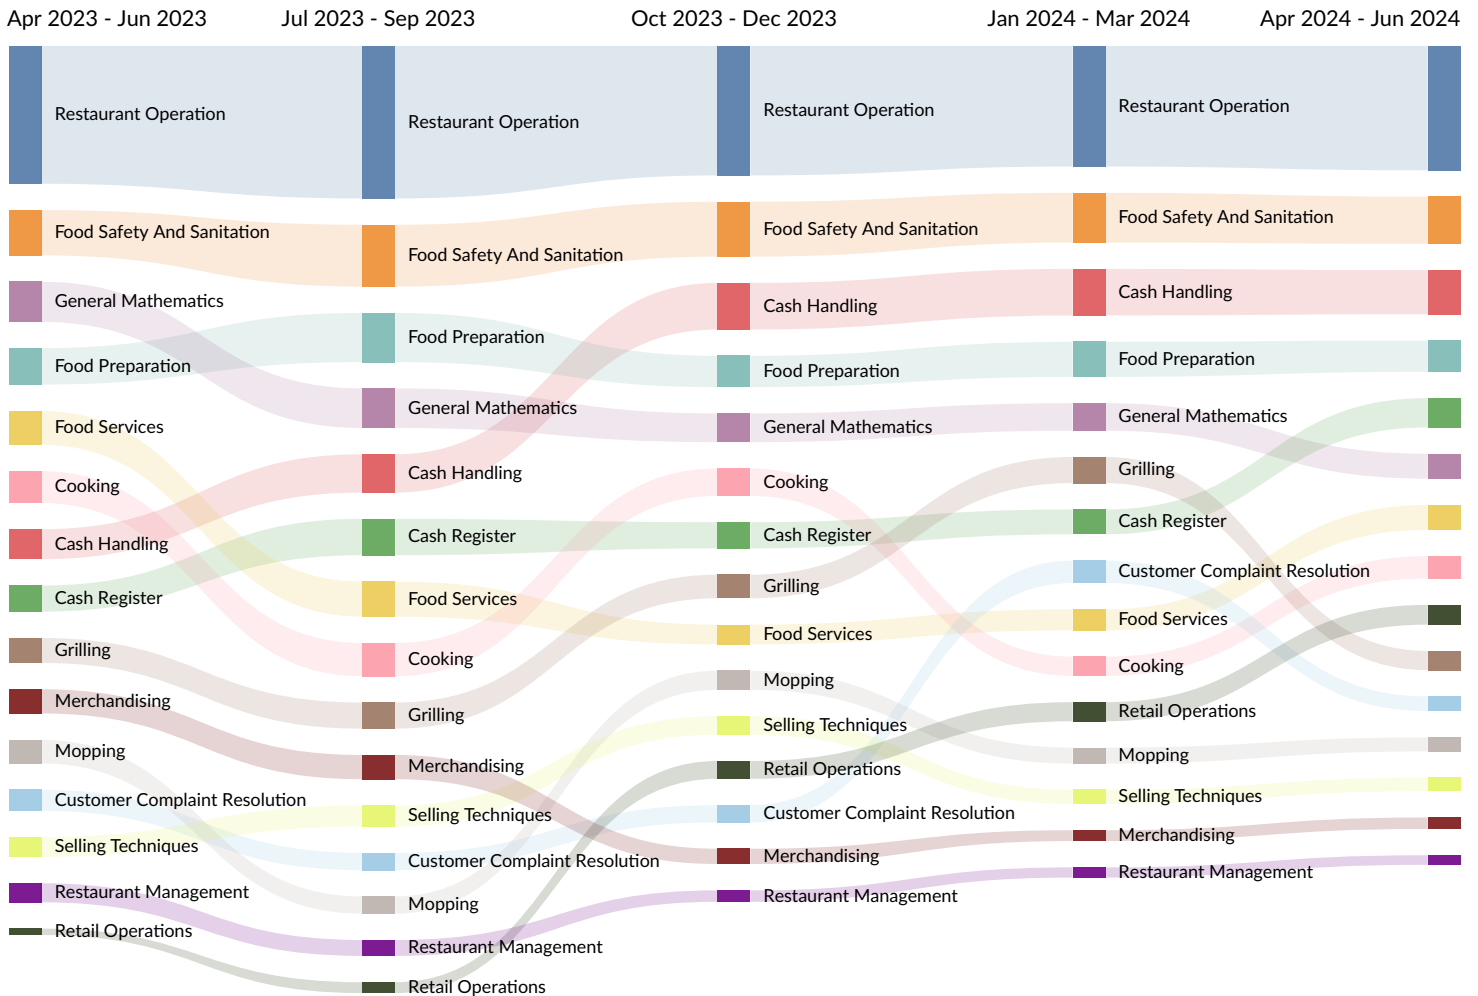 Apr 2023 - Jun 2023
Jul 2023 - Sep 2023
Oct 2023 - Dec 2023
Jan 2024 - Mar 2024
Apr 2024 - Jun 2024
Restaurant Operation
Food Safety And Sanitation
General Mathematics
Food Preparation
Food Services
Cooking
Cash Handling
Cash Register
Grilling
Merchandising
Mopping
Customer Complaint Resolution
Selling Techniques
Restaurant Management
Retail Operations
Restaurant Operation
Food Safety And Sanitation
Food Preparation
General Mathematics
Cash Handling
Cash Register
Food Services
Cooking
Grilling
Merchandising
Selling Techniques
Customer Complaint Resolution
Mopping
Restaurant Management
Retail Operations
Restaurant Operation
Food Safety And Sanitation
Cash Handling
Food Preparation
General Mathematics
Cooking
Cash Register
Grilling
Food Services
Mopping
Selling Techniques
Retail Operations
Customer Complaint Resolution
Merchandising
Restaurant Management
Restaurant Operation
Food Safety And Sanitation
Cash Handling
Food Preparation
General Mathematics
Grilling
Cash Register
Customer Complaint Resolution
Food Services
Cooking
Retail Operations
Mopping
Selling Techniques
Merchandising
Restaurant Management